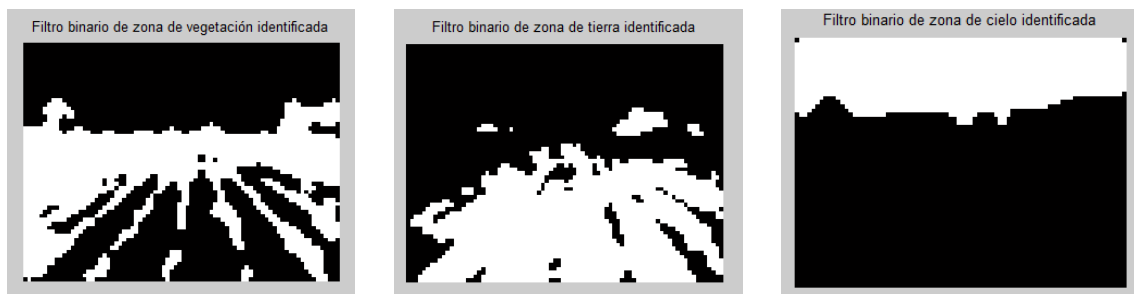 Filtro binario de zona de vegetación identificada
Filtro binario de zona de tierra identificada
Filtro binario de zona de cielo identificada